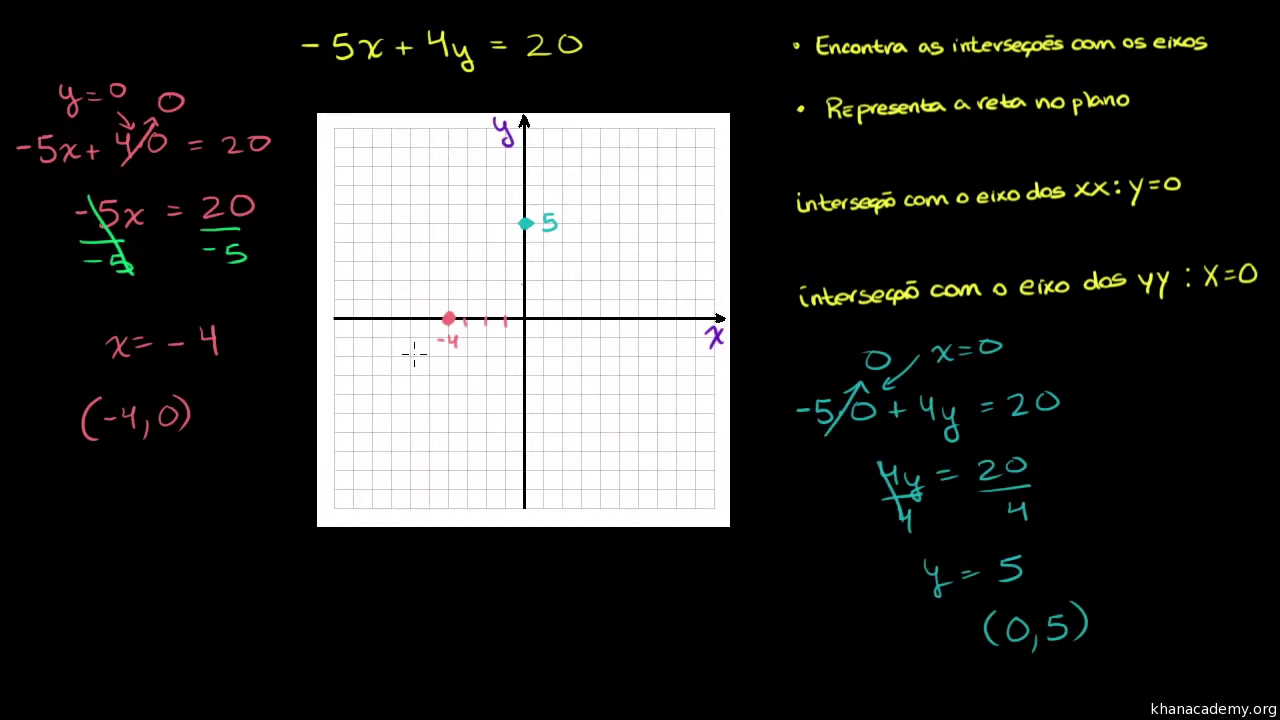 -5x + 4y = 20
• Encontra as interseções com os eixos
• Representa a reta no plano
interseção com o eixo dos xx : y=0
interseção com o eixo dos yy : x=0
y=0
0
-5x + 4·0 = 20
-5x = 20
-5 -5
x = -4
(-4,0)
y
5
-4
x
0 x=0
-5·0 + 4y = 20
4y = 20
4 4
y = 5
(0,5)
khanacademy.org